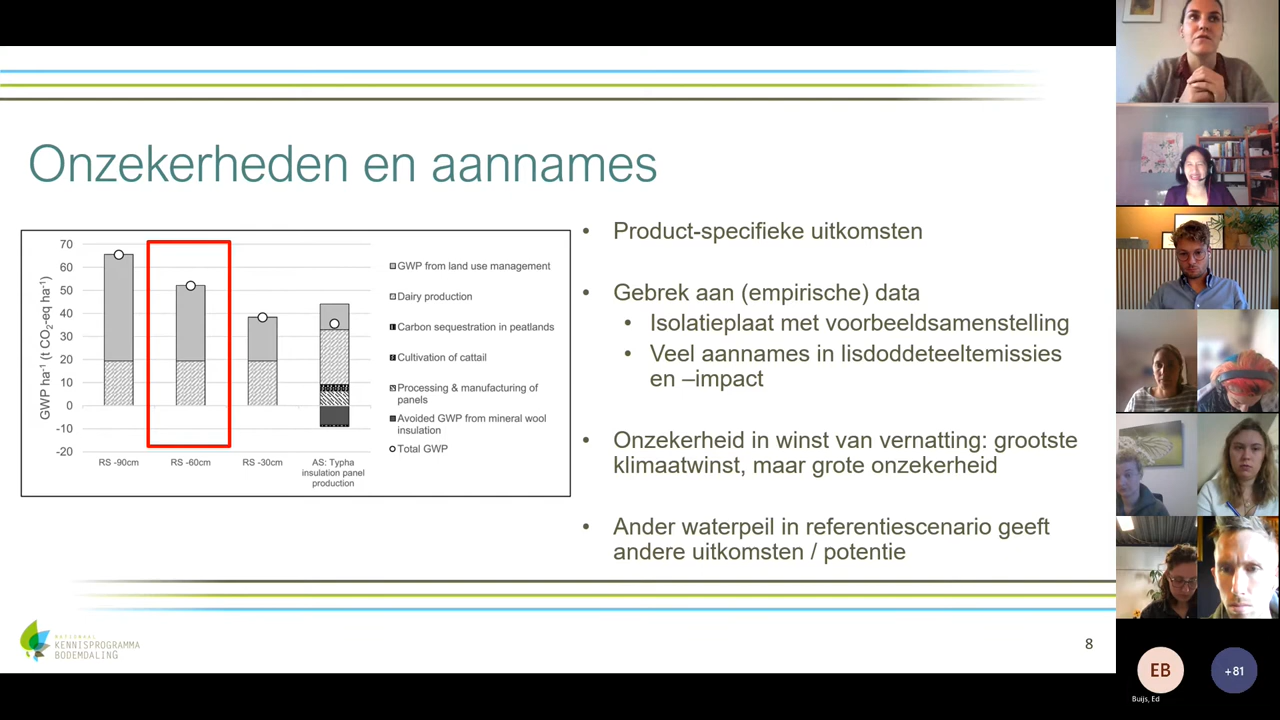 Onzekerheden en aannames
70
60
50
40
30
20
10
0
-10
-20
GWP ha⁻¹ (t CO₂-eq ha⁻¹)
RS -90cm
RS -60cm
RS -30cm
AS: Typha
insulation panel
production
GWP from land use management
Dairy production
Carbon sequestration in peatlands
Cultivation of cattail
Processing & manufacturing of
panels
Avoided GWP from mineral wool
insulation
Total GWP
• Product-specifieke uitkomsten
• Gebrek aan (empirische) data
• Isolatieplaat met voorbeeldsamenstelling
• Veel aannames in lisdoddeteeltemissies
en –impact
• Onzekerheid in winst van vernatting: grootste
klimaatwinst, maar grote onzekerheid
• Ander waterpeil in referentiescenario geeft
andere uitkomsten / potentie
NATIONAAL
KENNISPROGRAMMA
BODEMDALING
8
EB
Buijs, Ed
+81